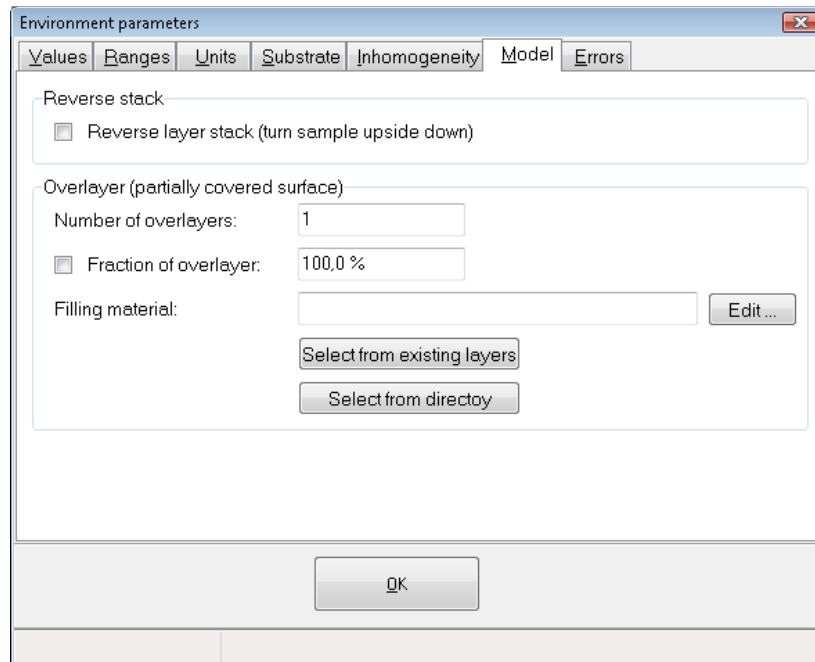 Environment parameters
Values Ranges Units Substrate Inhomogeneity Model Errors
Reverse stack
Reverse layer stack (turn sample upside down)
Overlayer (partially covered surface)
Number of overlayers: 1
Fraction of overlayer: 100,0 %
Filling material: Edit ...
Select from existing layers
Select from directoy
OK